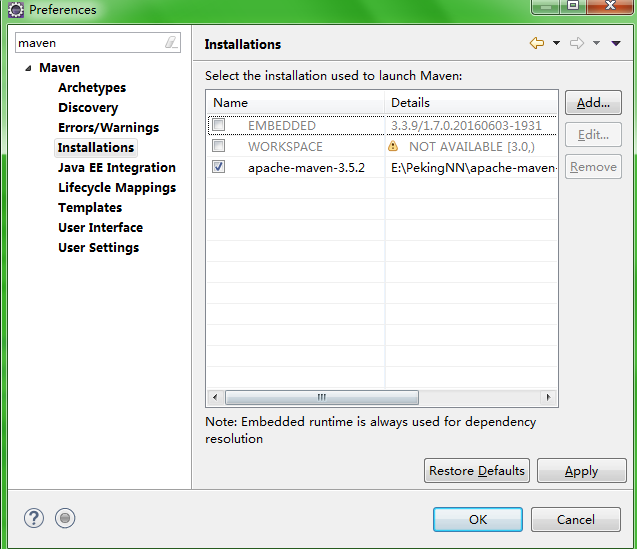 Preferences
maven
Installations
Maven
Archetypes
Discovery
Errors/Warnings
Installations
Java EE Integration
Lifecycle Mappings
Templates
User Interface
User Settings
Select the installation used to launch Maven:
Name Details
EMBEDDED 3.3.9/1.7.0.20160603-1931
WORKSPACE NOT AVAILABLE [3.0,)
apache-maven-3.5.2 E:\PekingNN\apache-maven-
Add...
Edit...
Remove
Note: Embedded runtime is always used for dependency
resolution
Restore Defaults Apply
OK Cancel